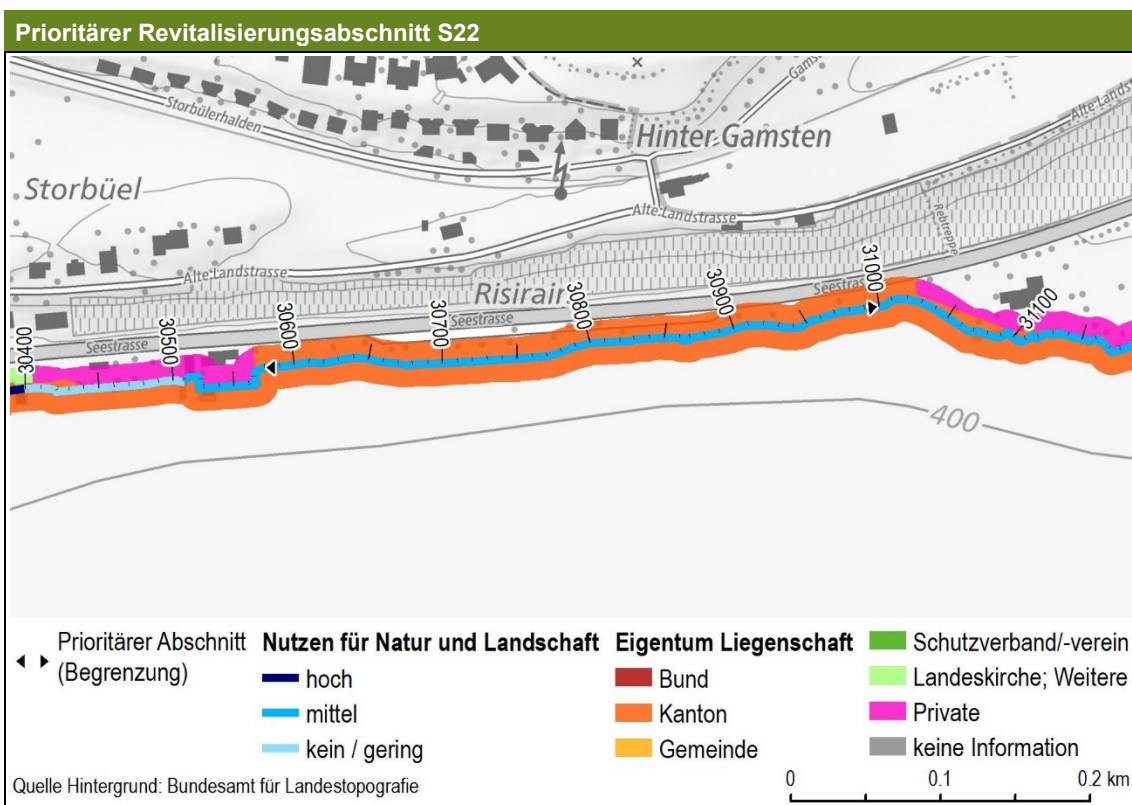 Prioritärer Revitalisierungsabschnitt S22
Storbülerhalden
Gamst
Alte Landst
Hinter Gamsten
Storbüel
Alte Landstrasse
Rebtreppe
Alte Landstrasse
Risirain
Seestrasse
Seestrasse
Seestras
30400
30500
30600
30700
30800
30900
31000
31100
400
Prioritärer Abschnitt
(Begrenzung)
Nutzen für Natur und Landschaft
hoch
mittel
kein / gering
Eigentum Liegenschaft
Bund
Kanton
Gemeinde
Schutzverband/-verein
Landeskirche; Weitere
Private
keine Information
Quelle Hintergrund: Bundesamt für Landestopografie
0 0.1 0.2 km